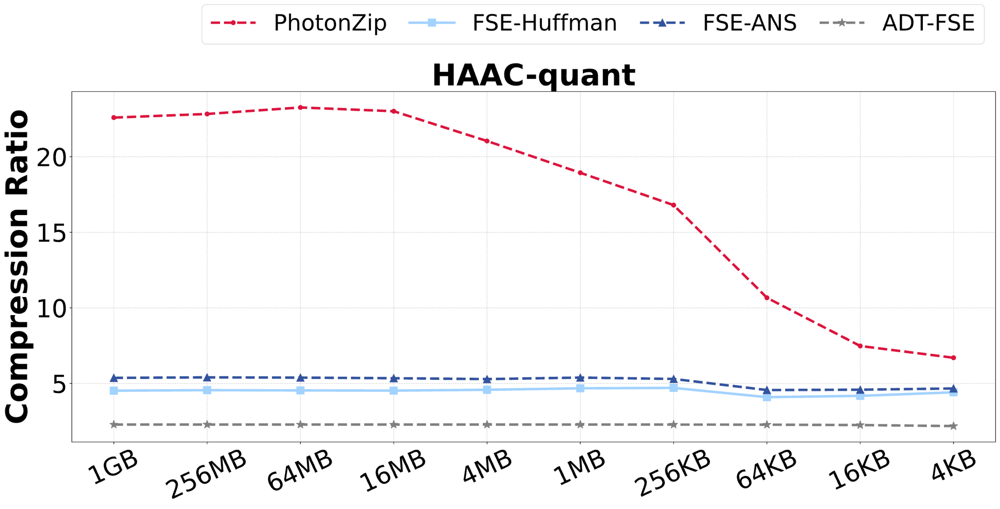 PhotonZip FSE-Huffman FSE-ANS ADT-FSE
HAAC-quant
Compression Ratio
20
15
10
5
1GB 256MB 64MB 16MB 4MB 1MB 256KB 64KB 16KB 4KB